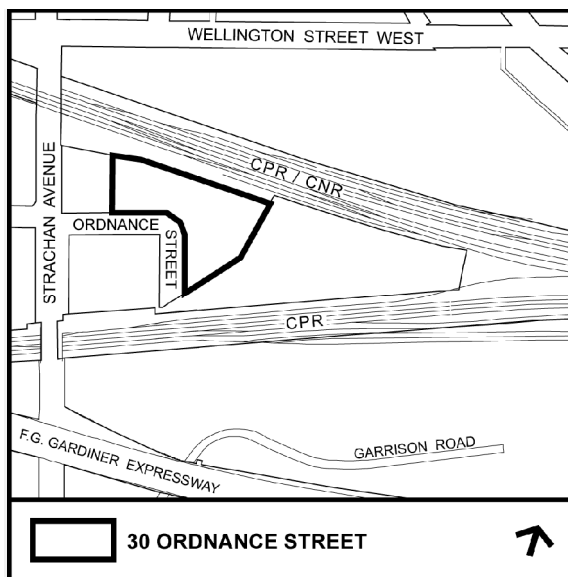 WELLINGTON STREET WEST
CPR / CNR
STRACHAN AVENUE
ORDNANCE
STREET
CPR
GARRISON ROAD
F.G. GARDINER EXPRESSWAY
30 ORDNANCE STREET